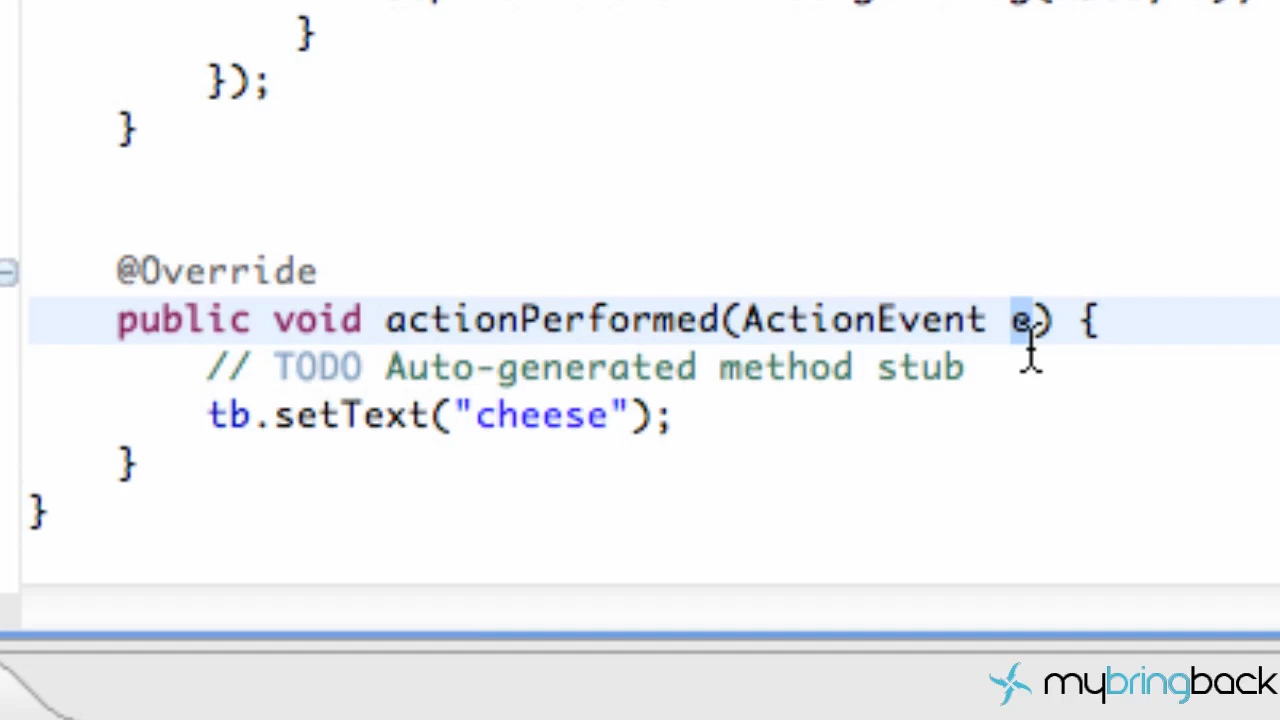 }
});
}
@Override
public void actionPerformed(ActionEvent e) {
// TODO Auto-generated method stub
tb.setText("cheese");
}
}
mybringback